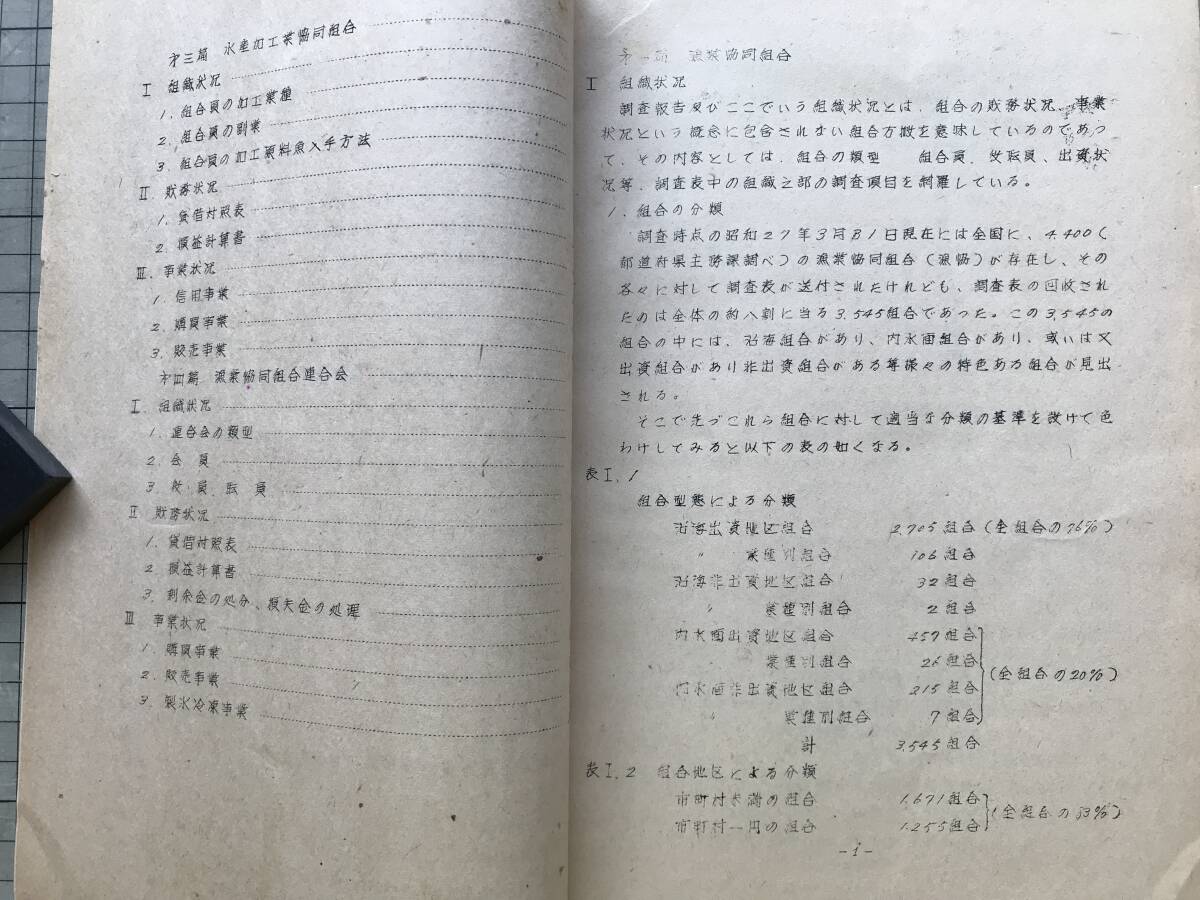 才三篇 水産加工業協同組合
Ⅰ 組織状况
1. 組合員の加工業種
2. 組合員の副業
3. 組合員の加工原料魚入手方法
Ⅱ 財務状况
1. 貸借対照表
2. 損益計算書
Ⅲ. 事業状况
1. 信用事業
2. 購買事業
3. 販売事業
才四篇 漁業協同組合連合会
Ⅰ. 組織状况
1. 連合会の類型
2. 会員
3. 役員、職員
Ⅱ 財務状况
1. 貸借対照表
2. 損益計算書
3. 剰余金の処分、損失金の処理
Ⅲ 事業状况
1. 購買事業
2. 販売事業
3. 製氷冷凍事業
才一篇 漁業協同組合
Ⅰ 組織状况
調査報告及びここでいう組織状况とは、組合の財務状况、事業
状况という概念に包含されない組合万般を意味しているのであっ
て、その内容としては、組合の類型 組合員、役職員、出資状
况等、調査表中の組織之部の調査項目を網羅している。
1. 組合の分類
調査時点の昭和27年3月31日現在には全国に、4,400(
都道府県主務課調べ)の漁業協同組合(漁協)が存在し、その
各々に対して調査表が送付されたけれども、調査表の回收され
たのは全体の約八割に当る3,545組合であった。この3,545の
組合の中には、沿海組合があり、内水面組合があり、或いは又
出資組合があり非出資組合がある等様々の特色ある組合が見出
される。
そこで先づこれら組合に対して適当な分類の基準を設けて色
わけしてみると以下の表の如くなる。
表Ⅰ.1
組合型態による分類
沿海出資地区組合 2,705組合(全組合の76%)
〃 業種別組合 106組合
沿海非出資地区組合 32組合
〃 業種別組合 2組合
内水面出資地区組合 457組合
業種別組合 26組合 (全組合の20%)
内水面非出資地区組合 215組合
〃 業種別組合 7組合
計 3,545組合
表Ⅰ.2 組合地区による分類
市町村未満の組合 1,671組合
市町村一円の組合 1,255組合 (全組合の83%)
-1-